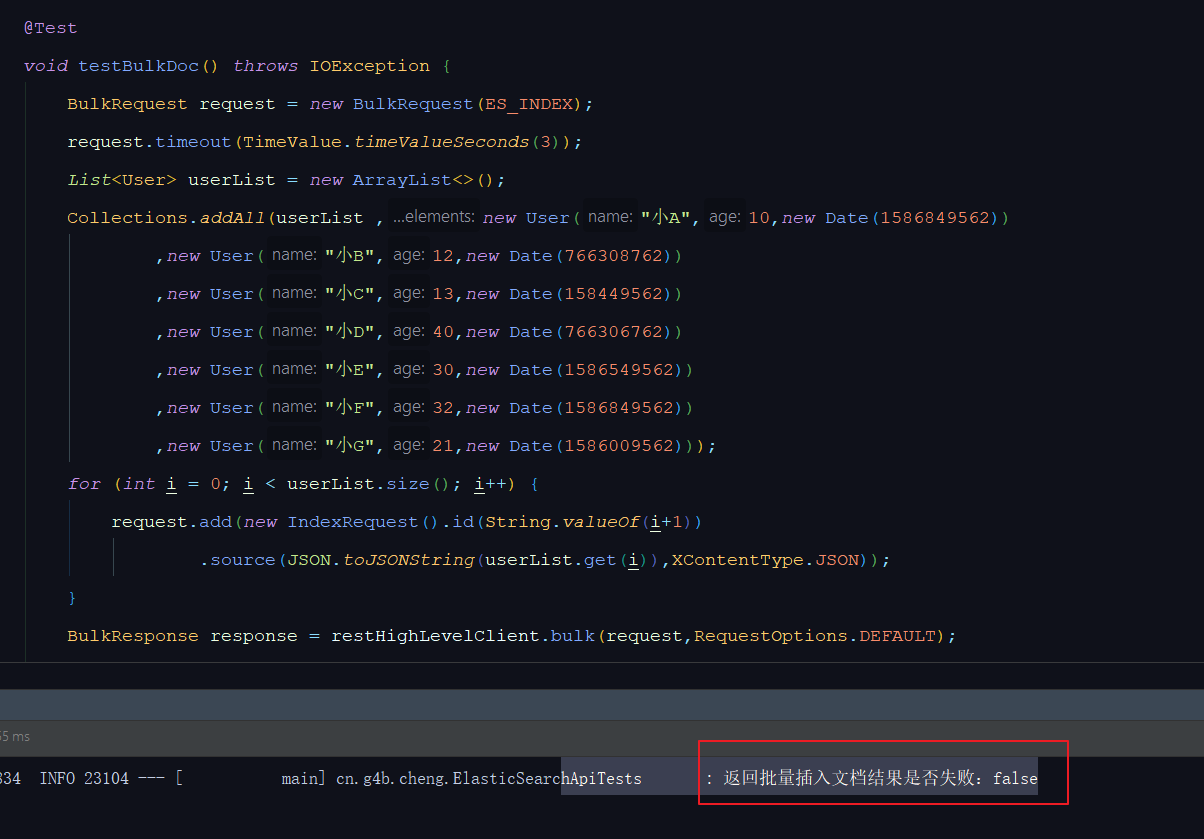 @Test
void testBulkDoc() throws IOException {
BulkRequest request = new BulkRequest(ES_INDEX);
request.timeout(TimeValue.timeValueSeconds(3));
List<User> userList = new ArrayList<>();
Collections.addAll(userList , ...elements: new User( name: "小A", age: 10,new Date(1586849562))
,new User( name: "小B", age: 12,new Date(766308762))
,new User( name: "小C", age: 13,new Date(158449562))
,new User( name: "小D", age: 40,new Date(766306762))
,new User( name: "小E", age: 30,new Date(1586549562))
,new User( name: "小F", age: 32,new Date(1586849562))
,new User( name: "小G", age: 21,new Date(1586009562)));
for (int i = 0; i < userList.size(); i++) {
request.add(new IndexRequest().id(String.valueOf(i+1))
.source(JSON.toJSONString(userList.get(i)),XContentType.JSON));
}
BulkResponse response = restHighLevelClient.bulk(request,RequestOptions.DEFAULT);
55 ms
334 INFO 23104 --- [ main] cn.g4b.cheng.ElasticSearchApiTests : 返回批量插入文档结果是否失败：false